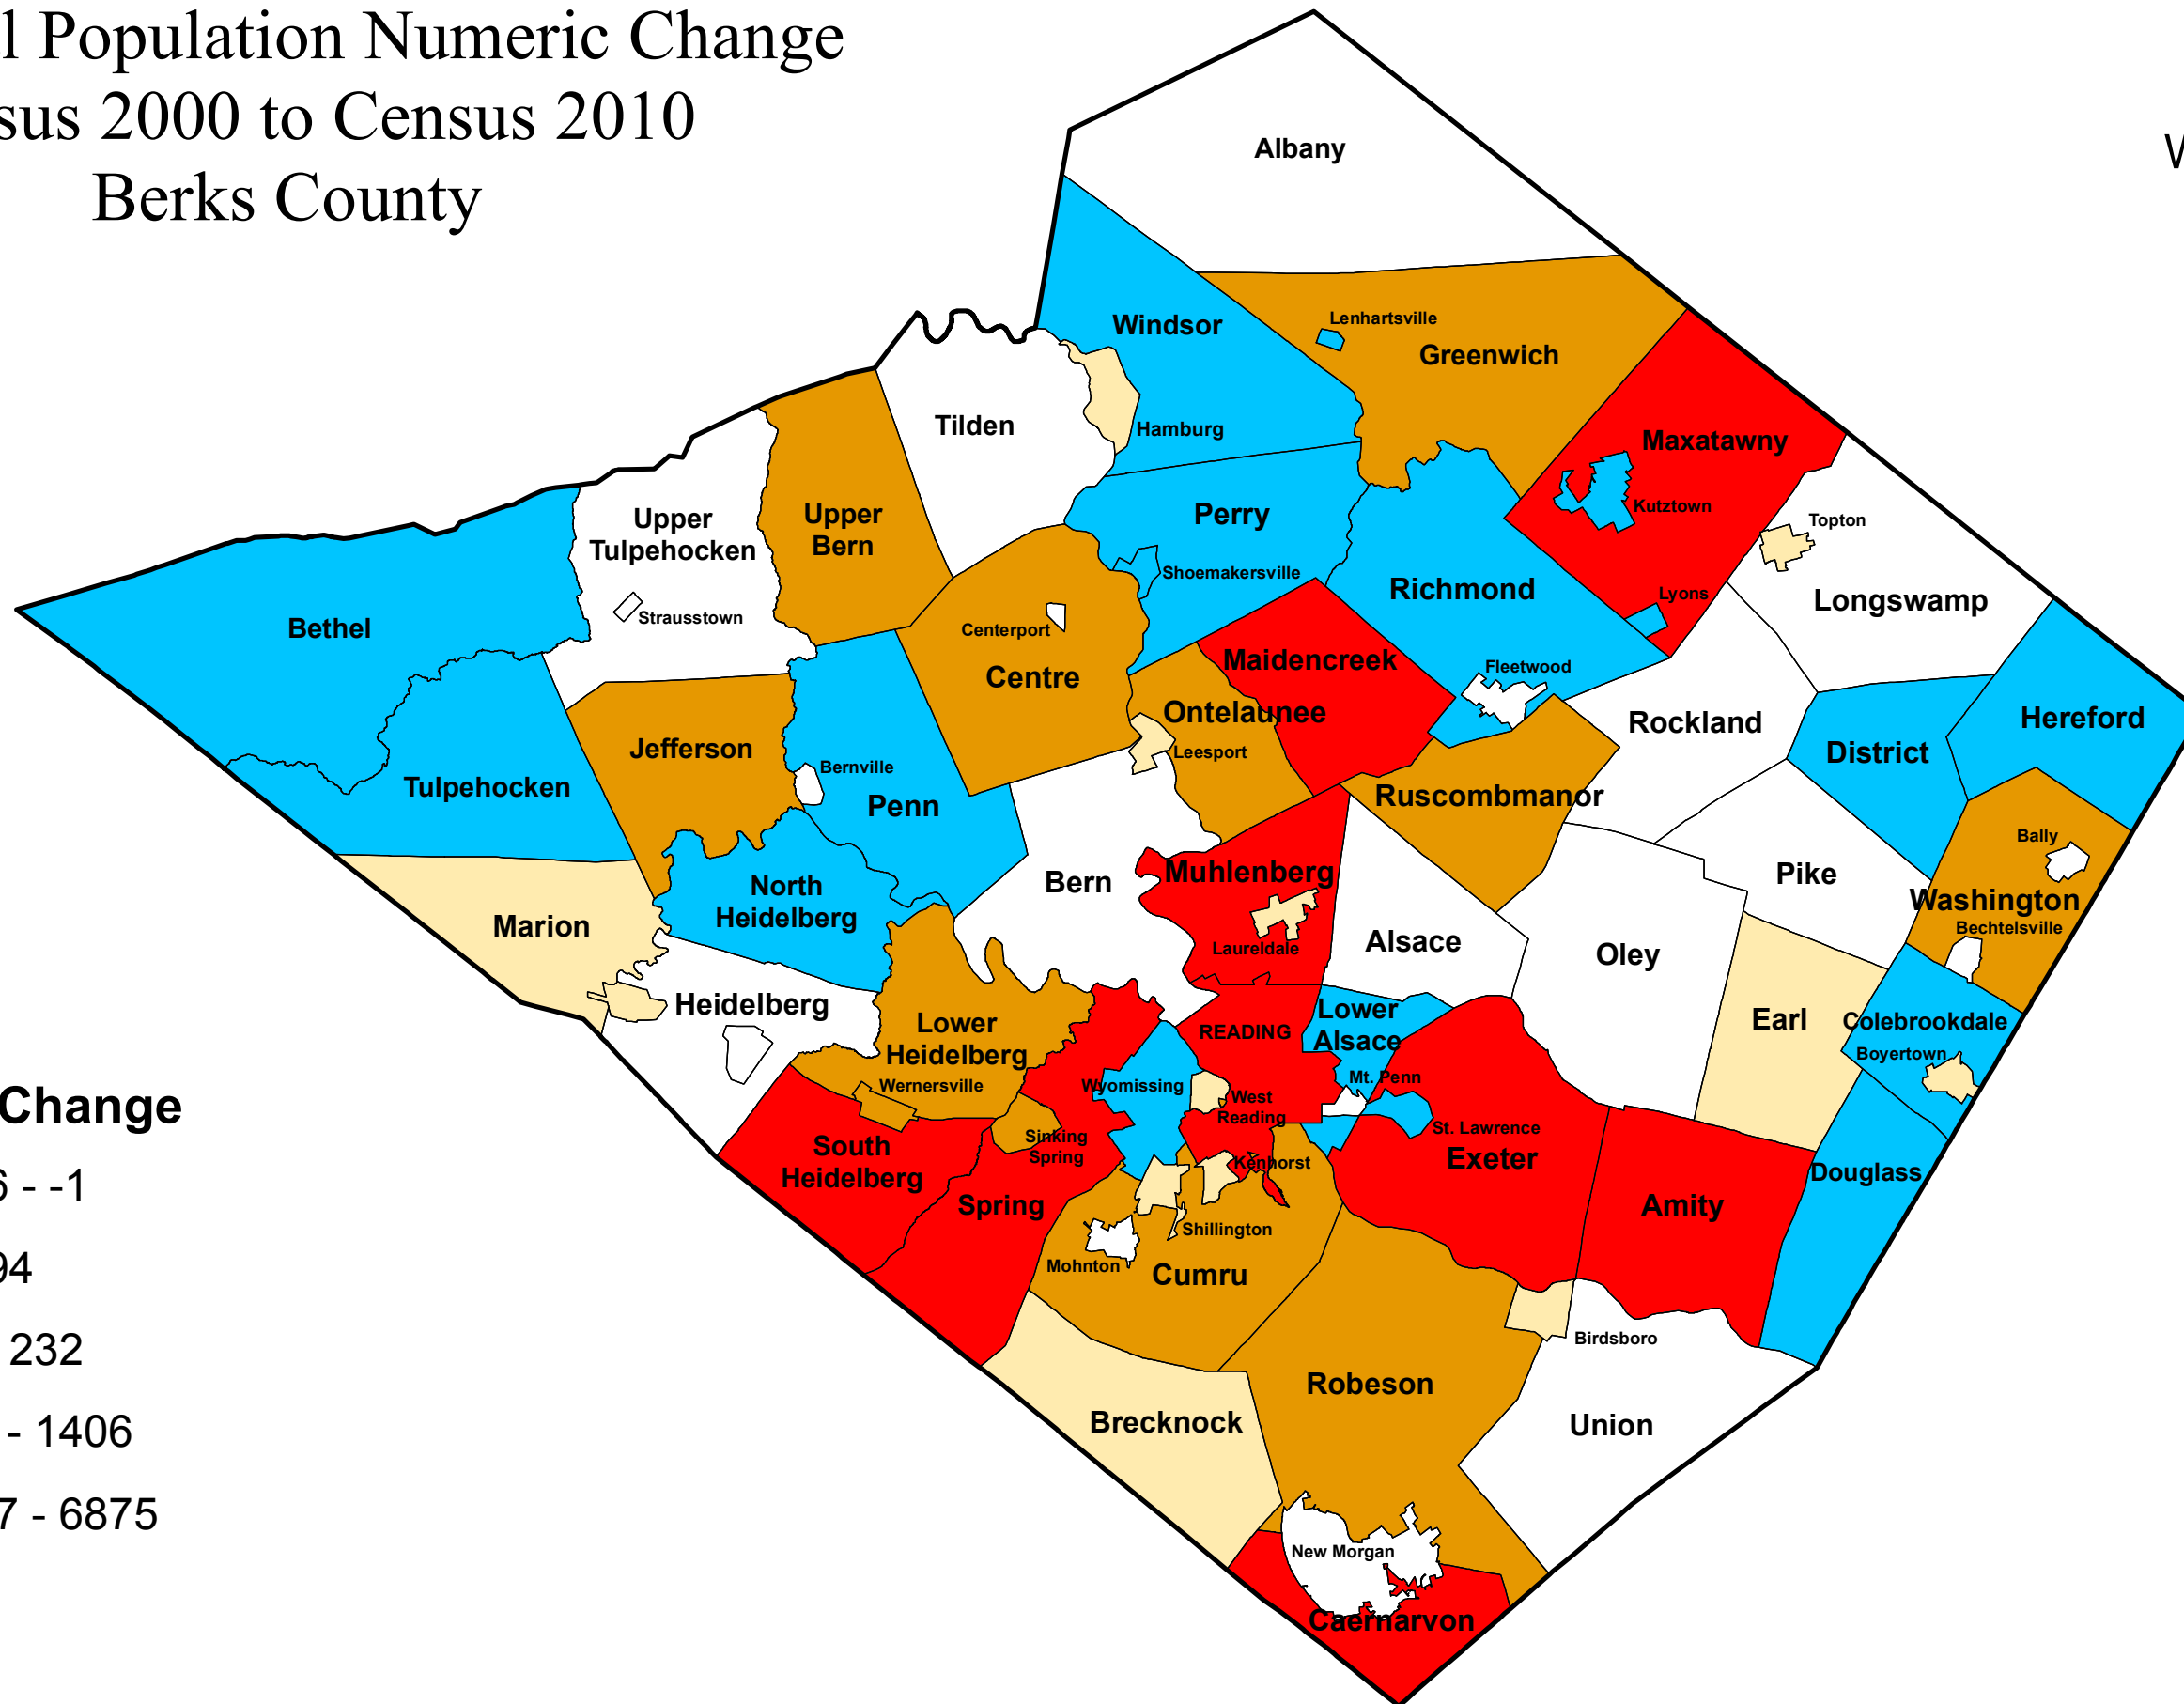 l Population Numeric Change
sus 2000 to Census 2010
Berks County
W
Albany
Windsor
Lenhartsville
Greenwich
Tilden
Hamburg
Maxatawny
Kutztown
Upper
Tulpehocken
Upper
Bern
Perry
Topton
Strausstown
Shoemakersville
Richmond
Lyons
Longswamp
Bethel
Centerport
Centre
Maidencreek
Fleetwood
Ontelaunee
Leesport
Rockland
Hereford
District
Jefferson
Bernville
Tulpehocken
Penn
Ruscombmanor
Bally
Muhlenberg
Pike
Bern
North
Heidelberg
Washington
Bechtelsville
Marion
Laureldale
Alsace
Oley
Heidelberg
Lower
Heidelberg
READING
Lower
Alsace
Earl
Colebrookdale
Boyertown
Wernersville
Wyomissing
West
Reading
Mt. Penn
St. Lawrence
Exeter
Sinking
Spring
South
Heidelberg
Kenhorst
Douglass
Spring
Amity
Shillington
Mohnton
Cumru
Birdsboro
Robeson
Brecknock
Union
New Morgan
Caernarvon
Change
6 - -1
94
232
- 1406
7 - 6875